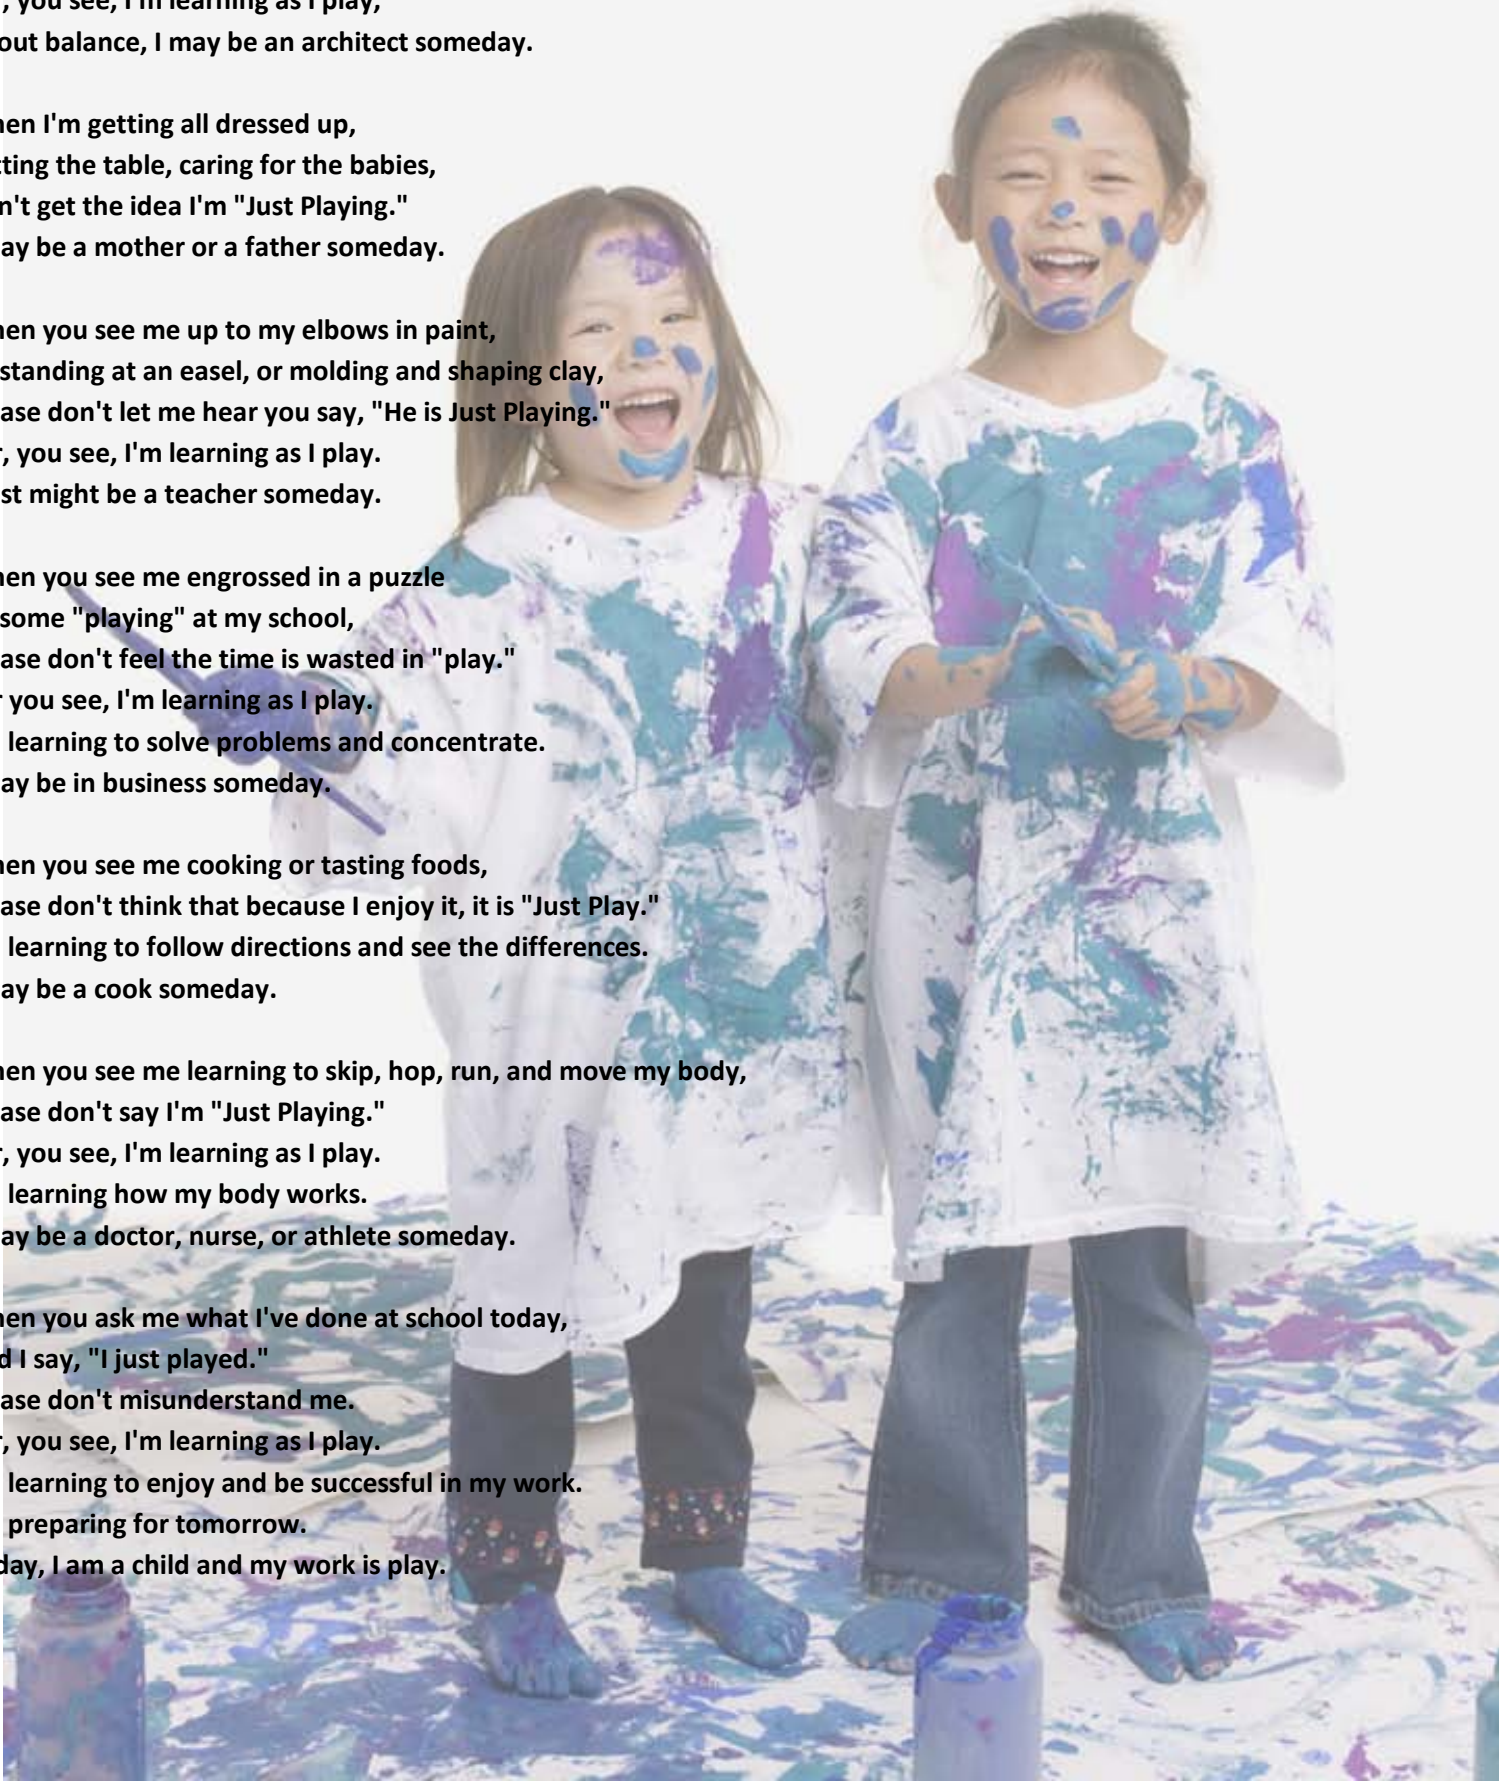 , you see, I'm learning as I play,
out balance, I may be an architect someday.
en I'm getting all dressed up,
ting the table, caring for the babies,
n't get the idea I'm "Just Playing."
ay be a mother or a father someday.
en you see me up to my elbows in paint,
standing at an easel, or molding and shaping clay,
ase don't let me hear you say, "He is Just Playing."
, you see, I'm learning as I play.
st might be a teacher someday.
en you see me engrossed in a puzzle
some "playing" at my school,
ase don't feel the time is wasted in "play."
you see, I'm learning as I play.
learning to solve problems and concentrate.
ay be in business someday.
en you see me cooking or tasting foods,
ase don't think that because I enjoy it, it is "Just Play."
learning to follow directions and see the differences.
ay be a cook someday.
en you see me learning to skip, hop, run, and move my body,
ase don't say I'm "Just Playing."
, you see, I'm learning as I play.
learning how my body works.
ay be a doctor, nurse, or athlete someday.
en you ask me what I've done at school today,
d I say, "I just played."
ase don't misunderstand me.
, you see, I'm learning as I play.
learning to enjoy and be successful in my work.
preparing for tomorrow.
day, I am a child and my work is play.